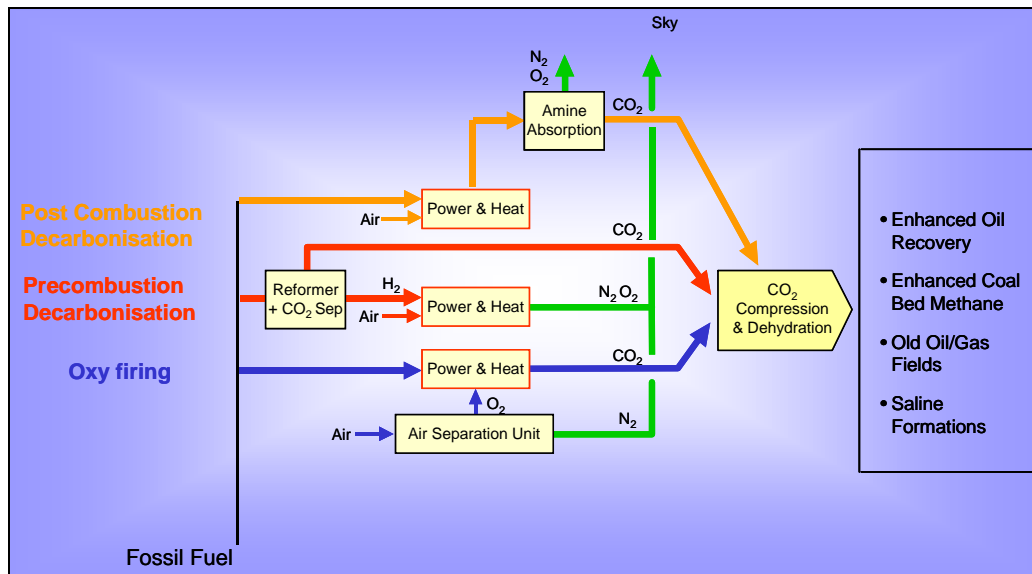 Sky
N₂
O₂
Amine
Absorption
CO₂
Post Combustion
Decarbonisation
Air
Power & Heat
CO₂
Precombustion
Decarbonisation
Reformer
+ CO₂ Sep
H₂
Air
Power & Heat
N₂ O₂
CO₂
Compression
& Dehydration
Oxy firing
Power & Heat
CO₂
O₂
Air
Air Separation Unit
N₂
• Enhanced Oil
Recovery
• Enhanced Coal
Bed Methane
• Old Oil/Gas
Fields
• Saline
Formations
Fossil Fuel